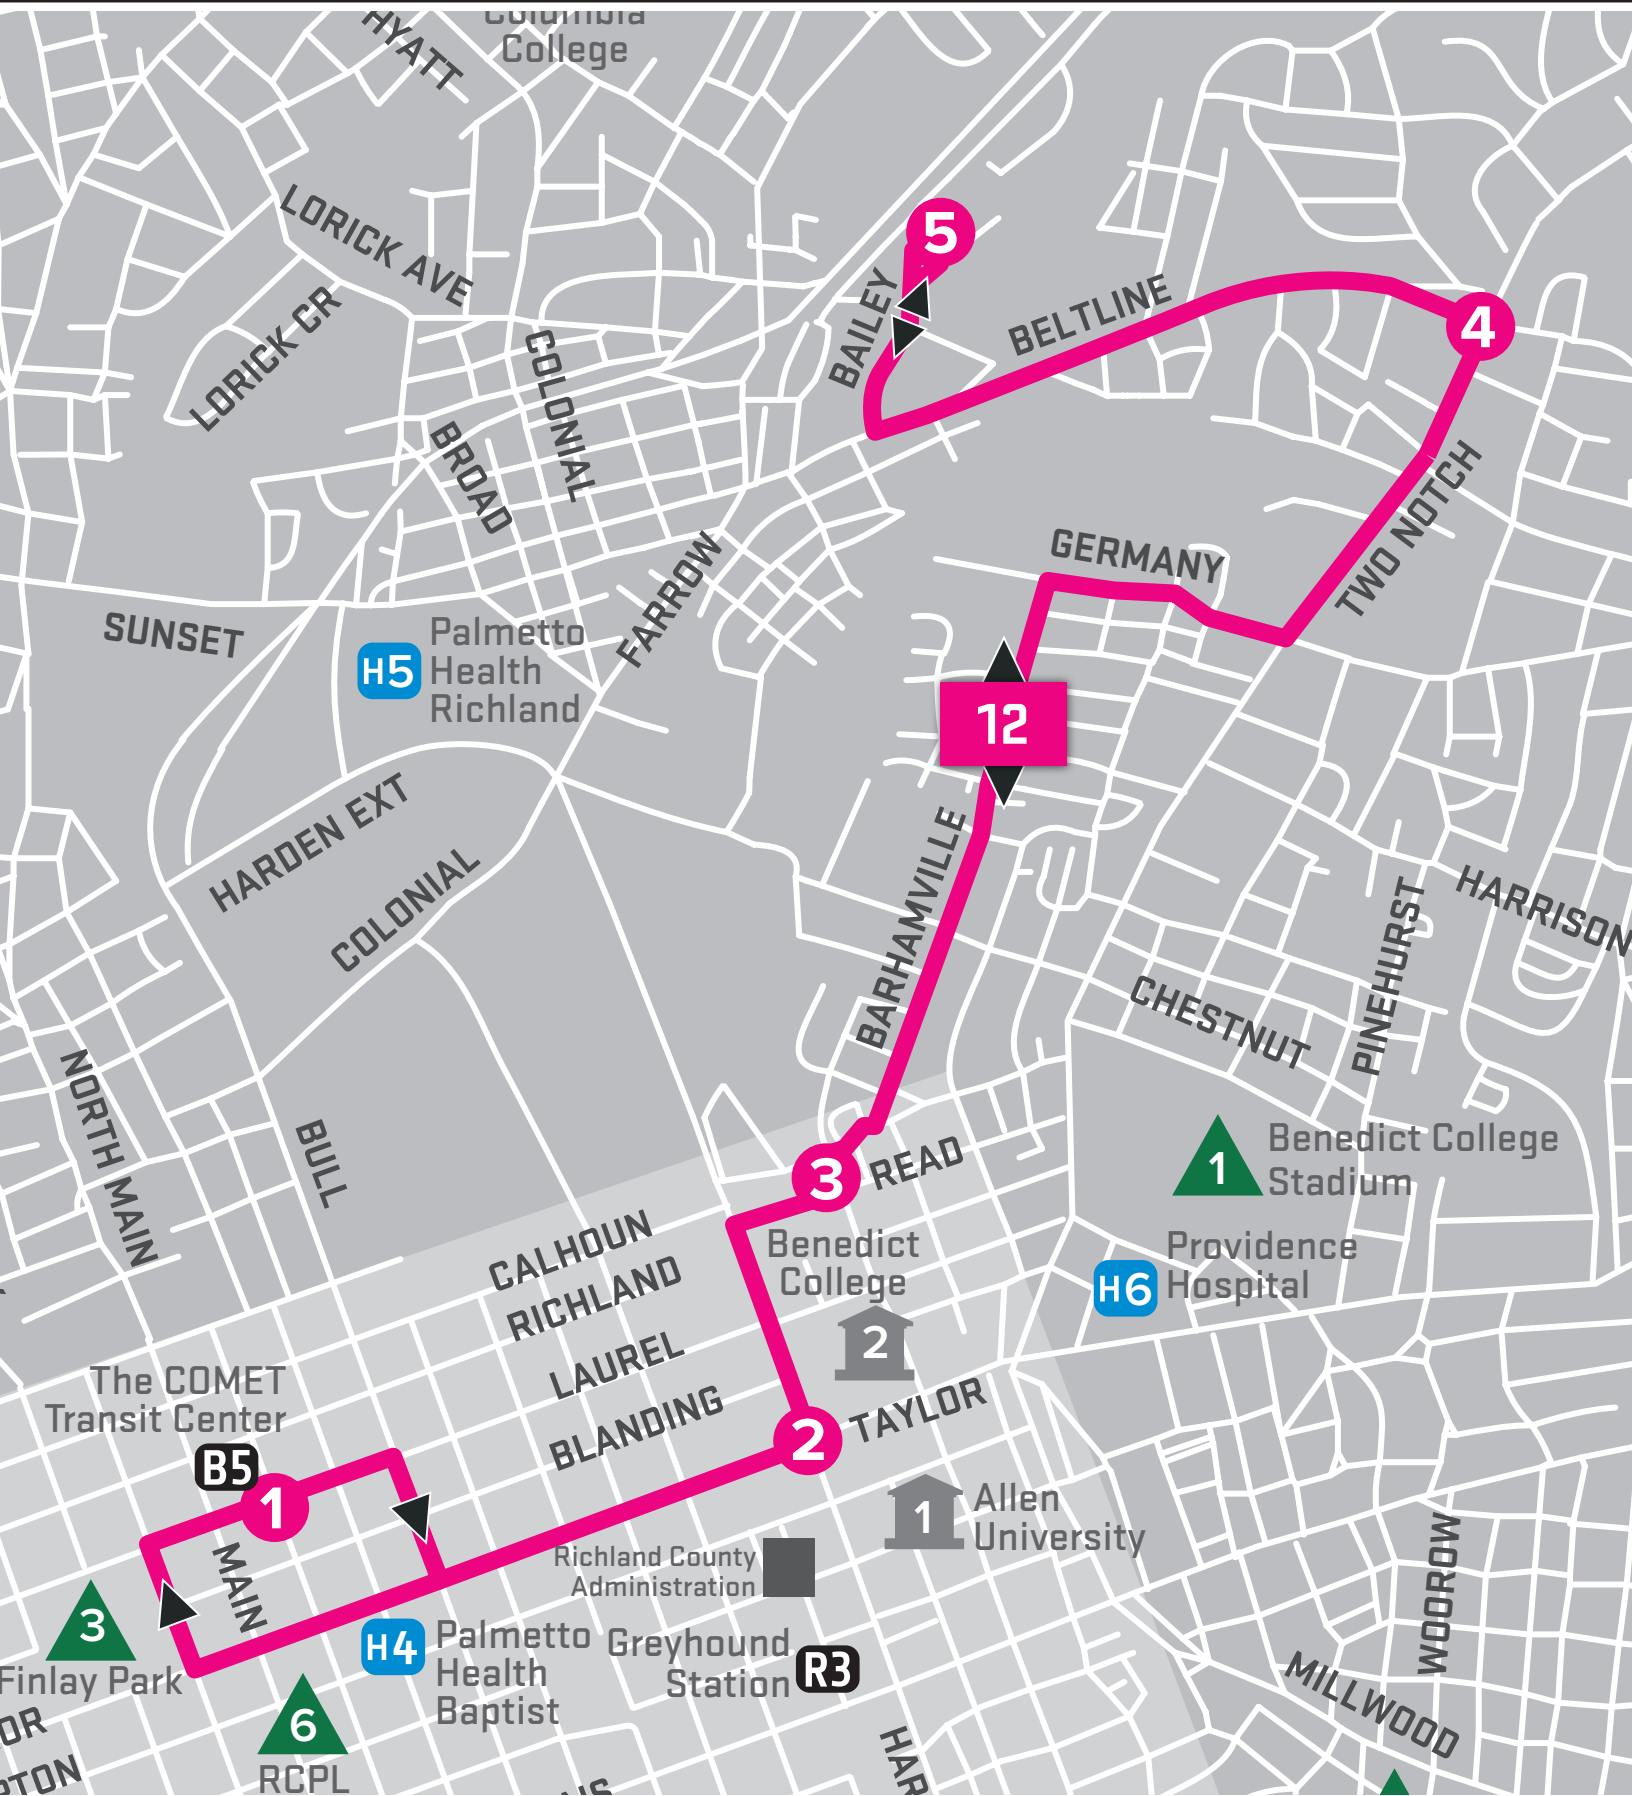 Columbia
College
HYATT
LORICK AVE
LORICK CR
COLONIAL
BROAD
5
BAILEY
BELTLINE
4
TWO NOTCH
GERMANY
FARROW
SUNSET
H5
Palmetto
Health
Richland
12
HARDEN EXT
COLONIAL
BARHAMVILLE
HARRISON
PINEHURST
CHESTNUT
NORTH MAIN
BULL
3
READ
1
Benedict College
Stadium
CALHOUN
RICHLAND
LAUREL
BLANDING
Benedict
College
2
H6
Providence
Hospital
The COMET
Transit Center
B5
1
2
TAYLOR
MAIN
1
Allen
University
Richland County
Administration
WOODROW
3
Finlay Park
H4
Palmetto
Health
Baptist
Greyhound
Station
R3
MILLWOOD
6
RCPL
OR
HAR